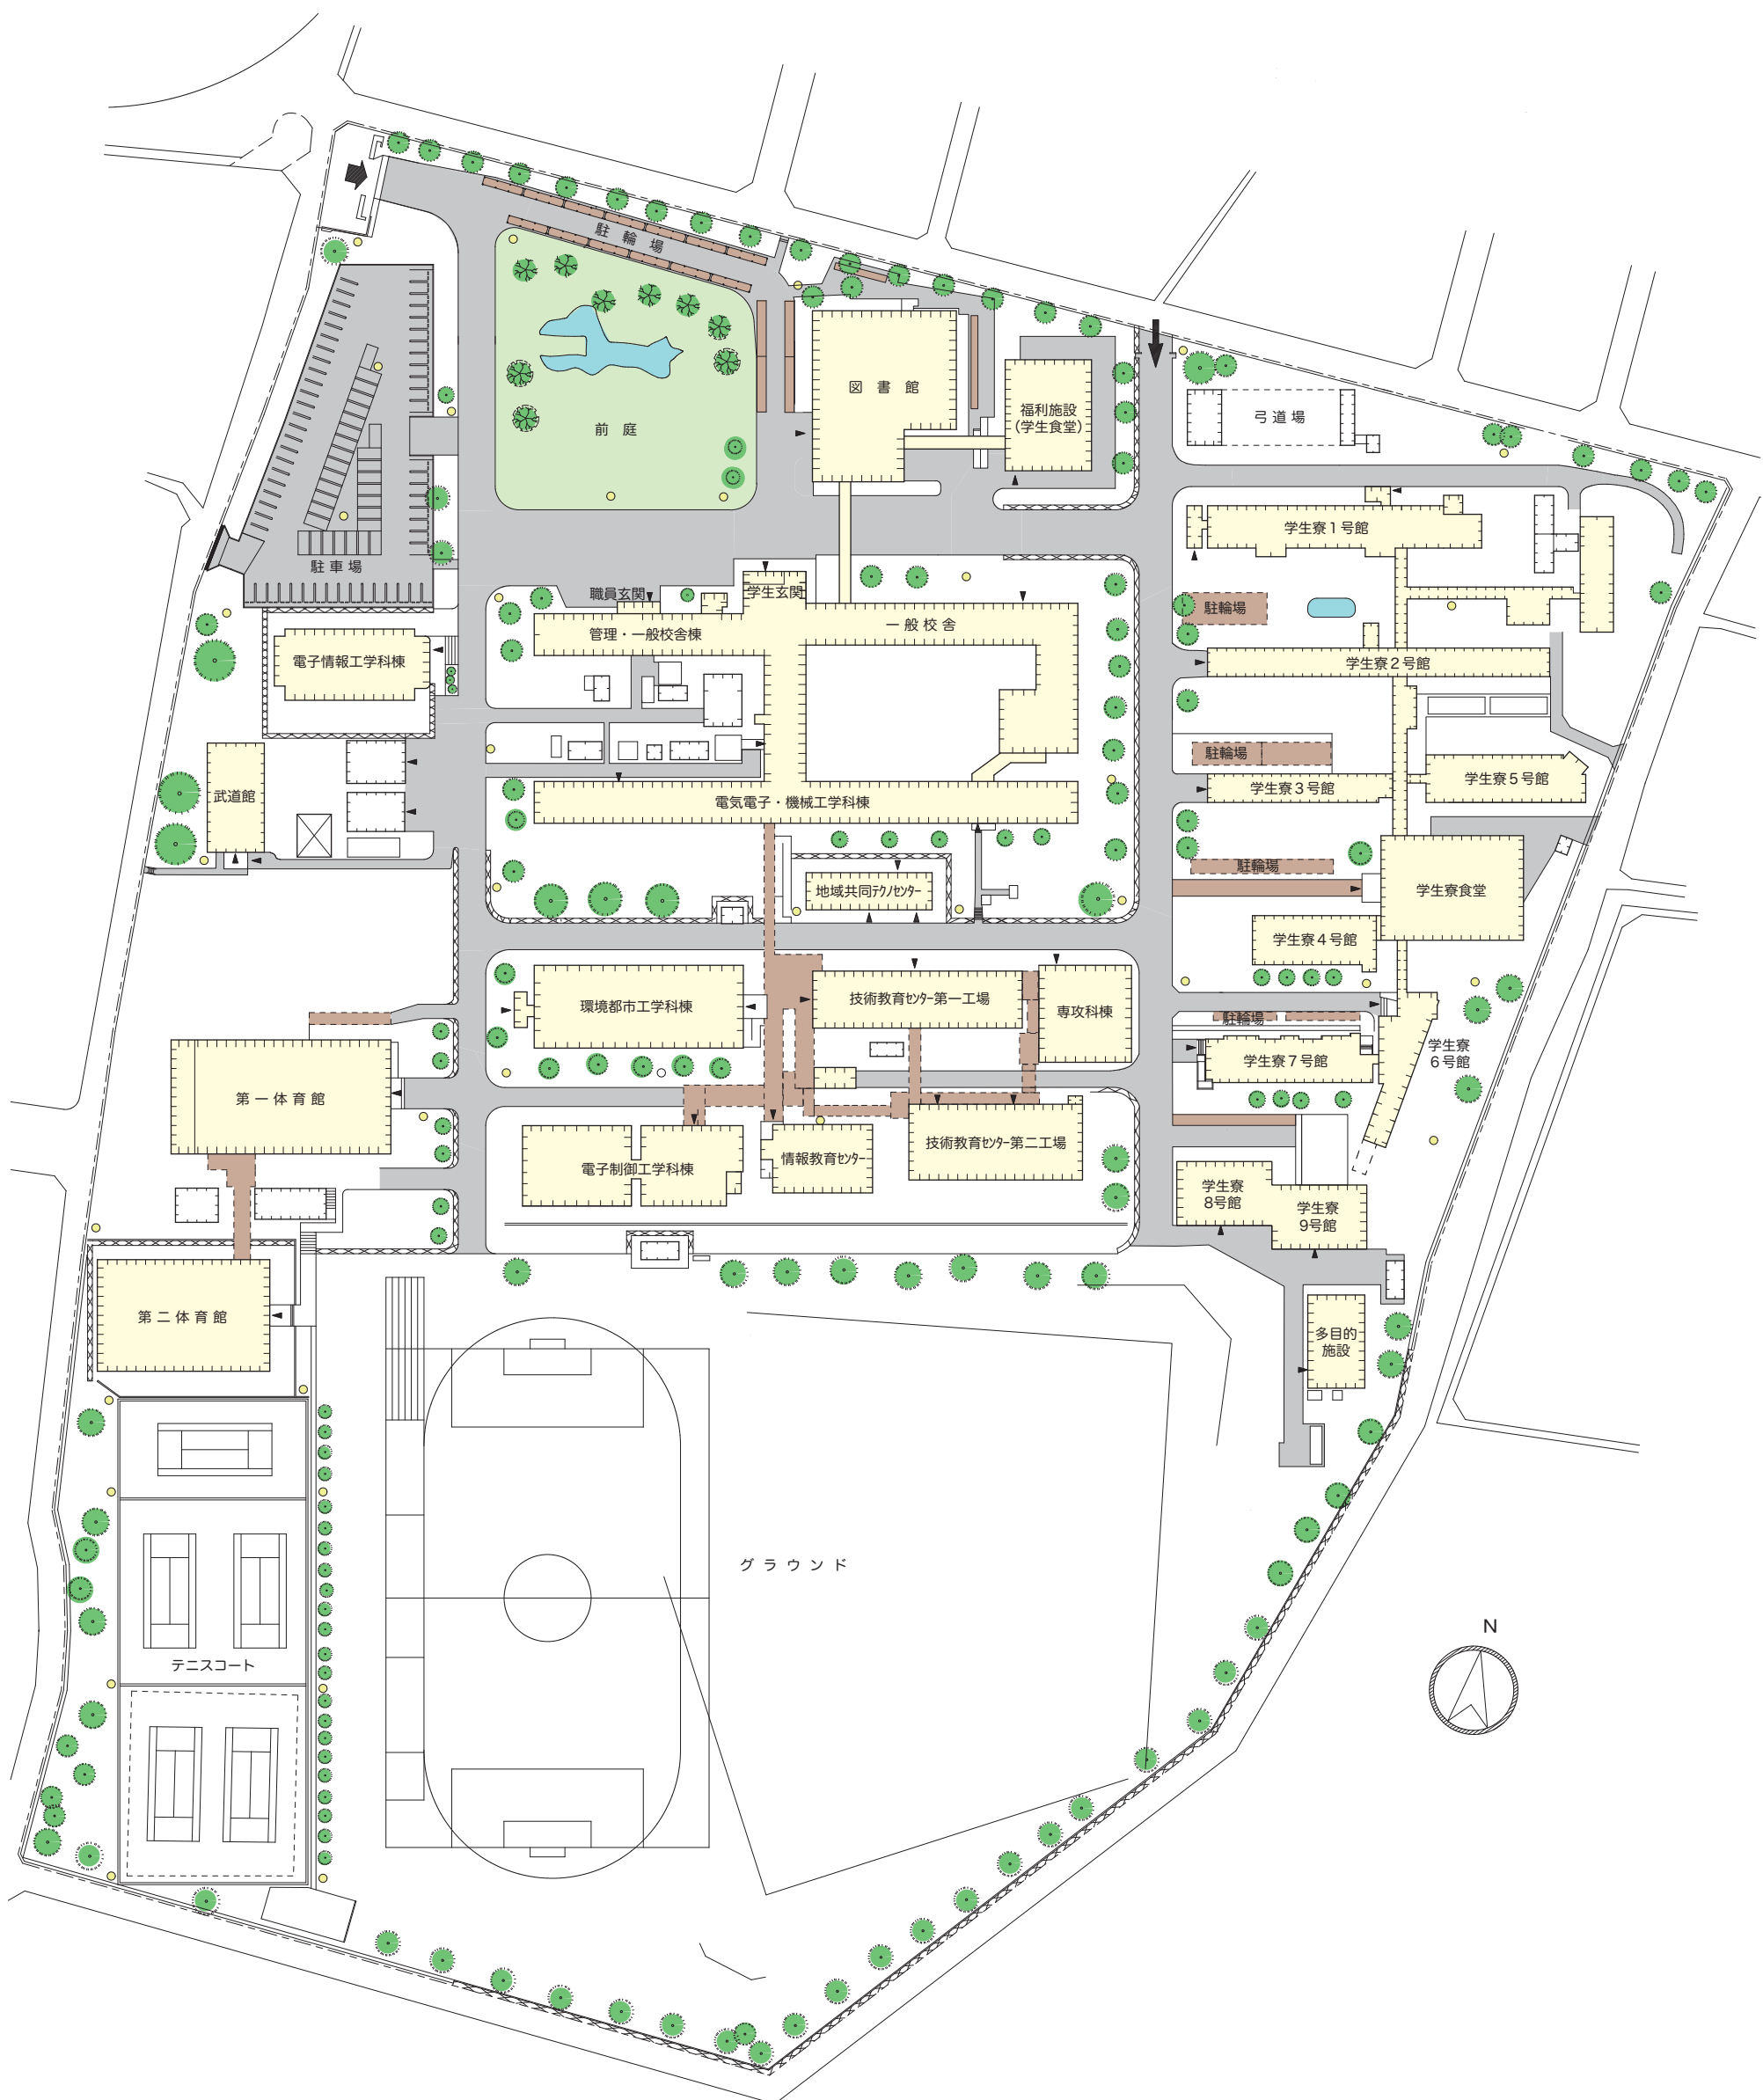 駐輪場
図書館
福利施設
(学生食堂)
弓道場
前庭
学生寮1号館
駐車場
職員玄関
学生玄関
駐輪場
管理・一般校舎棟
一般校舎
電子情報工学科棟
学生寮2号館
駐輪場
武道館
電気電子・機械工学科棟
学生寮3号館
学生寮5号館
駐輪場
地域共同テクノセンター
学生寮食堂
学生寮4号館
環境都市工学科棟
技術教育センター第一工場
専攻科棟
駐輪場
学生寮7号館
学生寮
6号館
第一体育館
電子制御工学科棟
情報教育センター
技術教育センター第二工場
学生寮
8号館
学生寮
9号館
第二体育館
多目的
施設
グラウンド
テニスコート
N